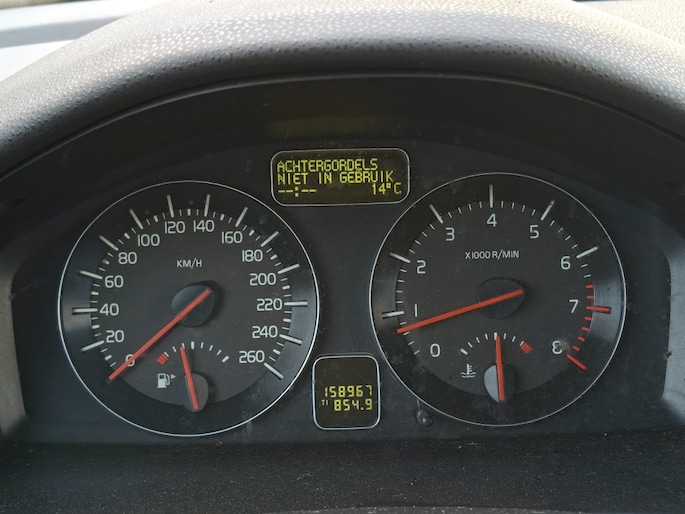 ACHTERGORDELS
NIET IN GEBRUIK
--:-- 14°C
0 20 40 60 80 100 120 140 160 180 200 220 240 260
KM/H
0 1 2 3 4 5 6 7 8
X1000 R/MIN
158967
T1 854.9